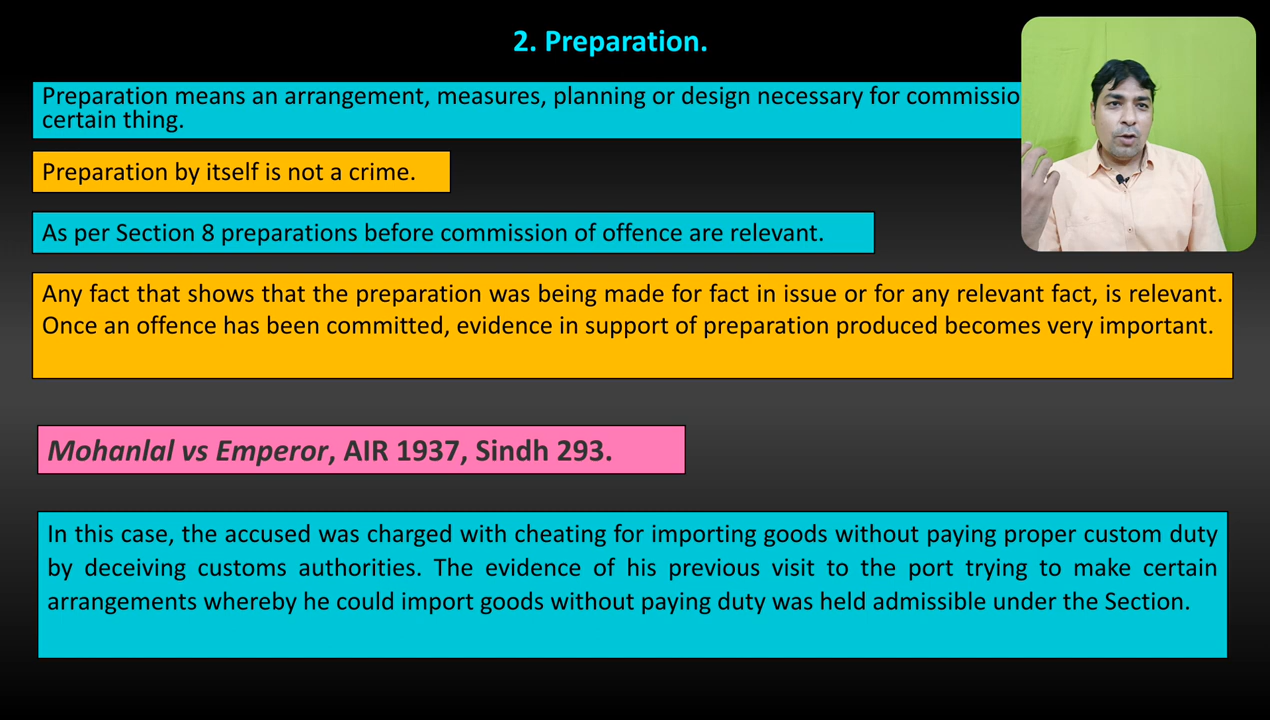 2. Preparation.
Preparation means an arrangement, measures, planning or design necessary for commissio
certain thing.
Preparation by itself is not a crime.
As per Section 8 preparations before commission of offence are relevant.
Any fact that shows that the preparation was being made for fact in issue or for any relevant fact, is relevant.
Once an offence has been committed, evidence in support of preparation produced becomes very important.
Mohanlal vs Emperor, AIR 1937, Sindh 293.
In this case, the accused was charged with cheating for importing goods without paying proper custom duty
by deceiving customs authorities. The evidence of his previous visit to the port trying to make certain
arrangements whereby he could import goods without paying duty was held admissible under the Section.